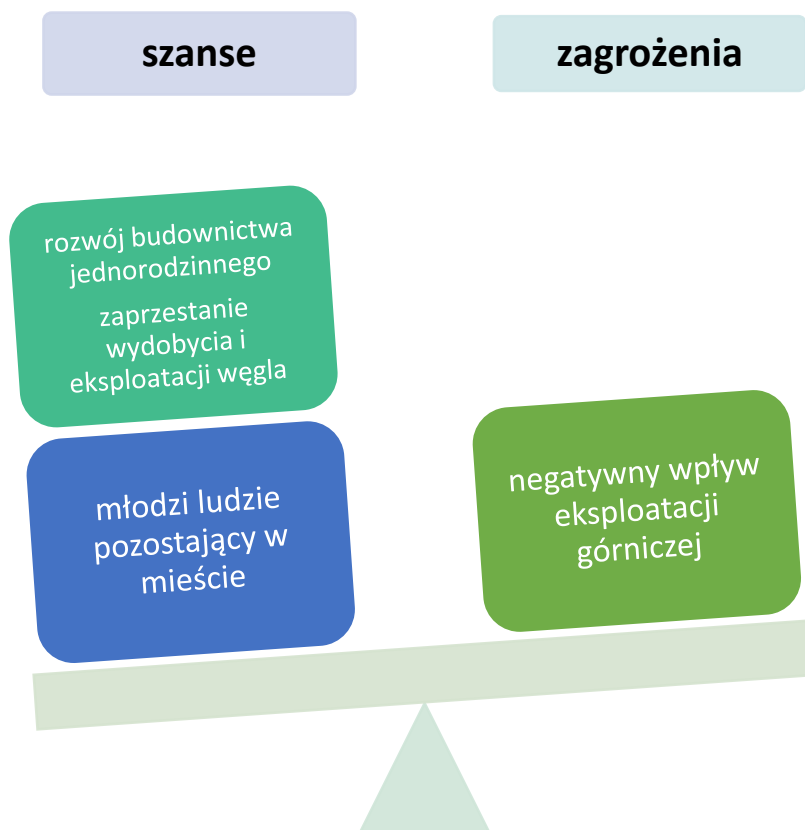 szanse
zagrożenia
rozwój budownictwa
jednorodzinnego
zaprzestanie
wydobycia i
eksploatacji węgla
młodzi ludzie
pozostający w
mieście
negatywny wpływ
eksploatacji
górniczej